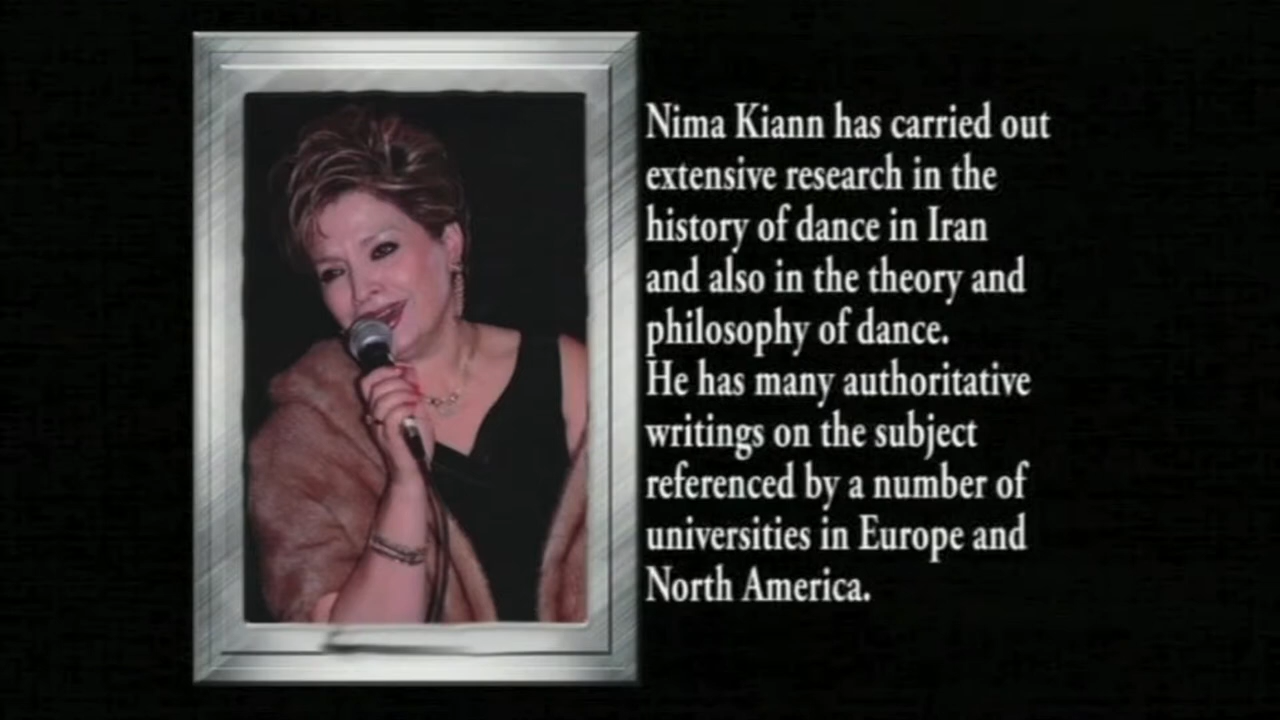 Nima Kiann has carried out
extensive research in the
history of dance in Iran
and also in the theory and
philosophy of dance.
He has many authoritative
writings on the subject
referenced by a number of
universities in Europe and
North America.